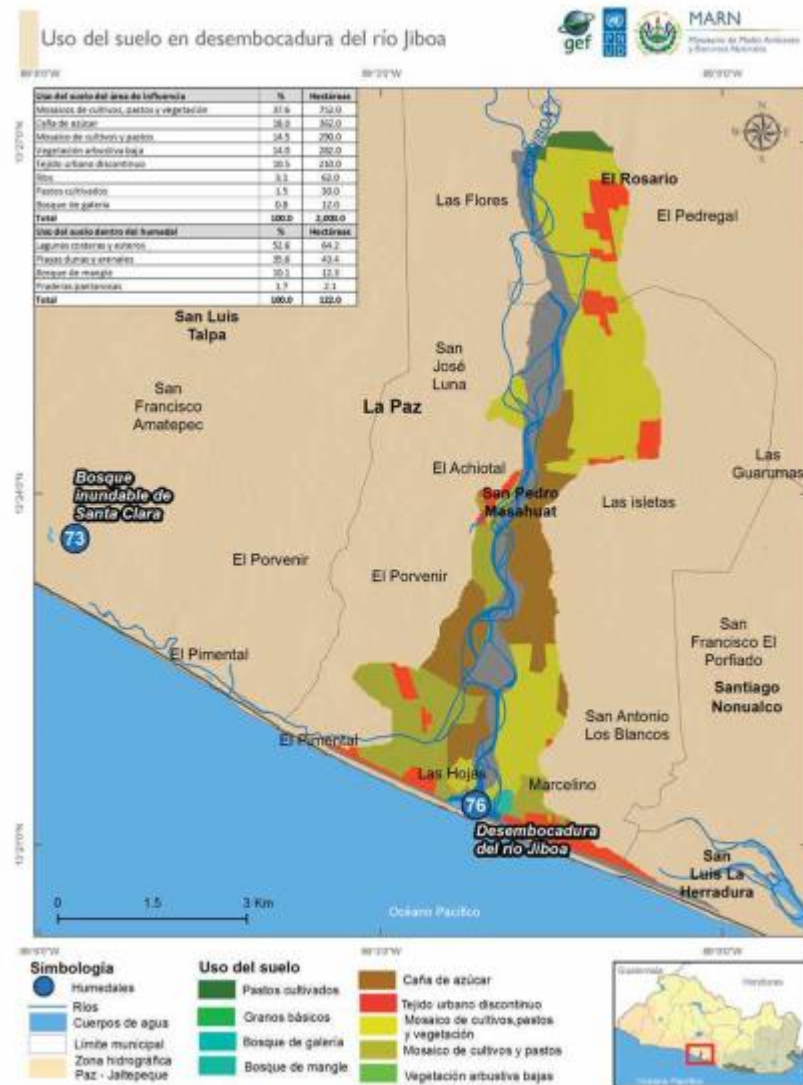 Uso del suelo en desembocadura del río Jiboa
gef
MARN
Ministerio de Medio Ambiente
y Recursos Naturales
Uso del suelo del área de influencia % Hectáreas
Mosaicos de cultivos, pastos y vegetación 37.6 752.0
Caña de azúcar 18.0 362.0
Mosaico de cultivos y pastos 14.5 290.0
Vegetación arbustiva baja 14.0 282.0
Tejido urbano discontinuo 10.5 210.0
Ríos 3.1 62.0
Pastos cultivados 1.5 30.0
Bosque de galería 0.8 12.0
Total 100.0 2,000.0
Uso del suelo dentro del humedal % Hectáreas
Lagunas costeras y esteros 52.6 64.2
Playas dunas y arenales 35.6 43.4
Bosque de mangle 10.1 12.3
Praderas pantanosas 1.7 2.1
Total 100.0 122.0
Las Flores
El Rosario
El Pedregal
San Luis
Talpa
San
José
Luna
San
Francisco
Amatepec
La Paz
Las
Guarumas
El Achiotal
Bosque
inundable de
Santa Clara
73
San Pedro
Masahuat
Las isletas
El Porvenir
El Porvenir
San
Francisco El
Porfiado
El Pimental
Santiago
Nonualco
San Antonio
Los Blancos
El Pimental
Las Hojas
Marcelino
76
Desembocadura
del río Jiboa
San
Luis La
Herradura
0 1.5 3 Km
Océano Pacífico
Simbología
Humedales
Ríos
Cuerpos de agua
Límite municipal
Zona hidrográfica
Paz - Jaltepeque
Uso del suelo
Pastos cultivados
Granos básicos
Bosque de galería
Bosque de mangle
Caña de azúcar
Tejido urbano discontinuo
Mosaico de cultivos,pastos
y vegetación
Mosaico de cultivos y pastos
Vegetación arbustiva bajas
Guatemala
Honduras
Océano Pacífico